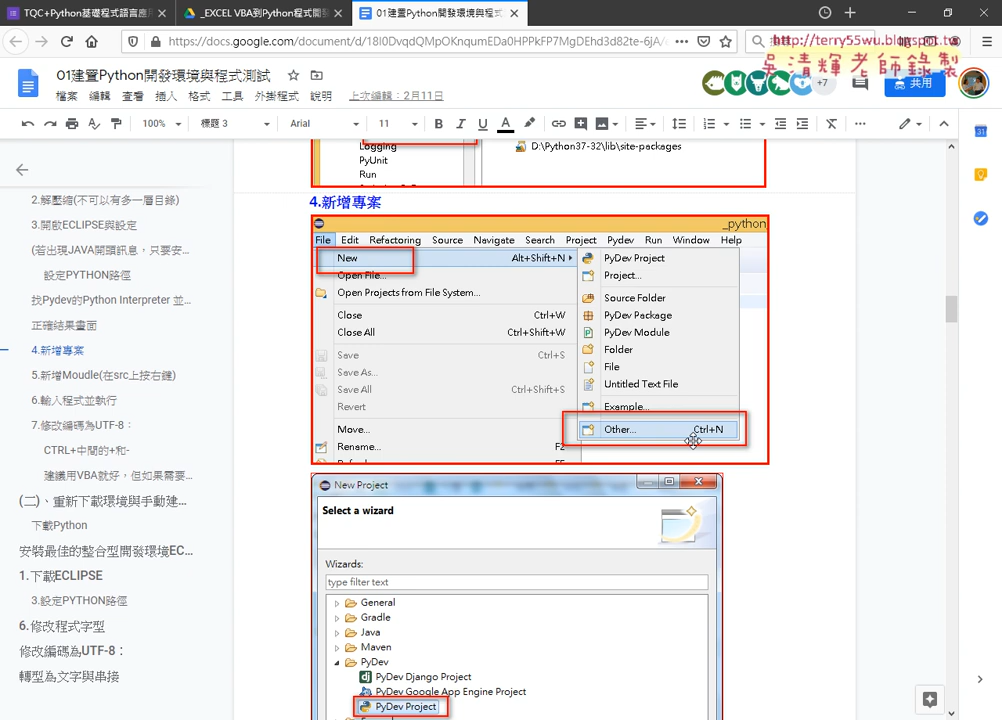 TQC+Python基礎程式語言應
_EXCEL VBA到Python程式開
01建置Python開發環境與程式
https://docs.google.com/document/d/18I0DvqdQMpOKnqumEDa0HPPkFP7MgDEhd3d82te-6jA/
http://terry55wu.blogspot.tw
吳清輝老師錄製
01建置Python開發環境與程式測試
檔案 編輯 查看 插入 格式 工具 外掛程式 說明 上次編輯：2月11日
+7
共用
100% 標題 3 Arial 11 B I U A
Logging
PyUnit
Run
D:\Python37-32\lib\site-packages
2.解壓縮(不可以有多一層目錄)
3.開啟ECLIPSE與設定
(若出現JAVA開頭訊息，只要安...
設定PYTHON路徑
找Pydev的Python Interpreter 並...
正確結果畫面
4.新增專案
5.新增Moudle(在src上按右鍵)
6.輸入程式並執行
7.修改編碼為UTF-8：
CTRL+中間的+和-
建議用VBA就好，但如果需要...
(二)、重新下載環境與手動建...
下載Python
安裝最佳的整合型開發環境EC...
1.下載ECLIPSE
3.設定PYTHON路徑
6.修改程式字型
修改編碼為UTF-8：
轉型為文字與串接
4.新增專案
_python
File Edit Refactoring Source Navigate Search Project Pydev Run Window Help
New Alt+Shift+N
Open File...
Open Projects from File System...
Close Ctrl+W
Close All Ctrl+Shift+W
Save Ctrl+S
Save As...
Save All Ctrl+Shift+S
Revert
Move...
Rename... F2
F5
PyDev Project
Project...
Source Folder
PyDev Package
PyDev Module
Folder
File
Untitled Text File
Example...
Other... Ctrl+N
New Project
Select a wizard
Wizards:
type filter text
General
Gradle
Java
Maven
PyDev
PyDev Django Project
PyDev Google App Engine Project
PyDev Project